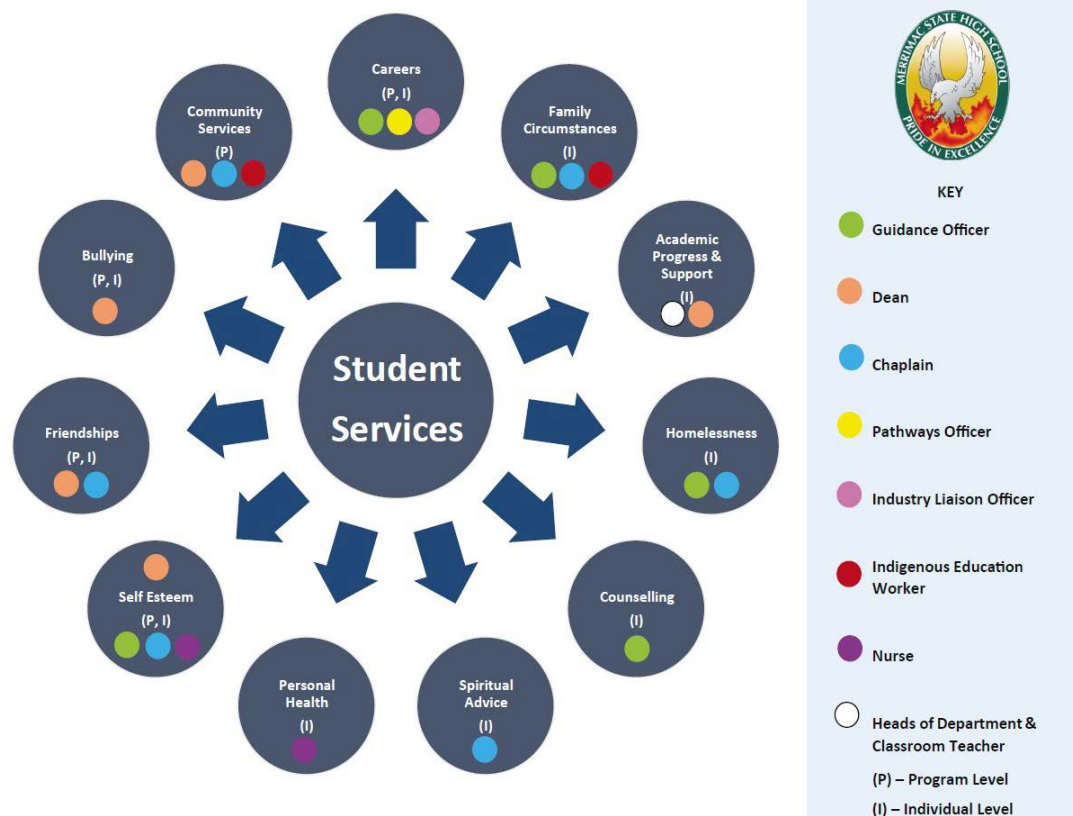 Careers
(P, I)
Family
Circumstances
(I)
Academic
Progress &
Support
(I)
Homelessness
(I)
Counselling
(I)
Spiritual
Advice
(I)
Personal
Health
(I)
Self Esteem
(P, I)
Friendships
(P, I)
Bullying
(P, I)
Community
Services
(P)
Student
Services
MERRIMAC STATE HIGH SCHOOL
PRIDE IN EXCELLENCE
KEY
Guidance Officer
Dean
Chaplain
Pathways Officer
Industry Liaison Officer
Indigenous Education
Worker
Nurse
Heads of Department &
Classroom Teacher
(P) – Program Level
(I) – Individual Level